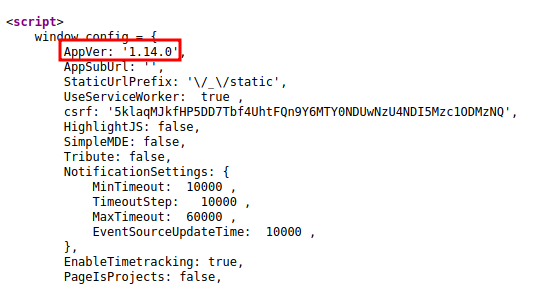 <script>
window.config = {
AppVer: '1.14.0',
AppSubUrl: '',
StaticUrlPrefix: '\/_\/static',
UseServiceWorker:  true ,
csrf: '5klaqMJkfHP5DD7Tbf4UhtFQn9Y6MTY0NDUwNzU4NDI5Mzc1ODMzNQ',
HighlightJS: false,
SimpleMDE: false,
Tribute: false,
NotificationSettings: {
MinTimeout:  10000 ,
TimeoutStep:   10000 ,
MaxTimeout:  60000 ,
EventSourceUpdateTime:  10000 ,
},
EnableTimetracking: true,
PageIsProjects: false,